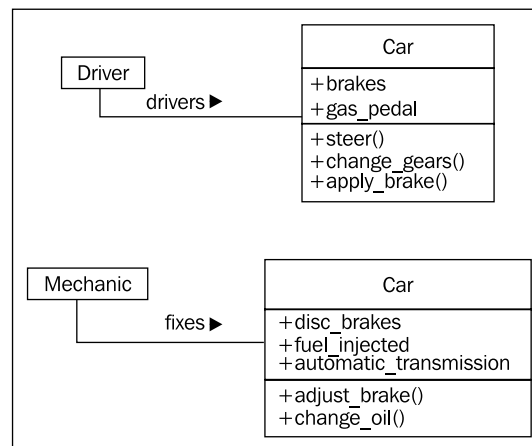 Car
Driver
+brakes
drivers ▶
+gas_pedal
+steer()
+change_gears()
+apply_brake()
Mechanic
Car
fixes ▶
+disc_brakes
+fuel_injected
+automatic_transmission
+adjust_brake()
+change_oil()